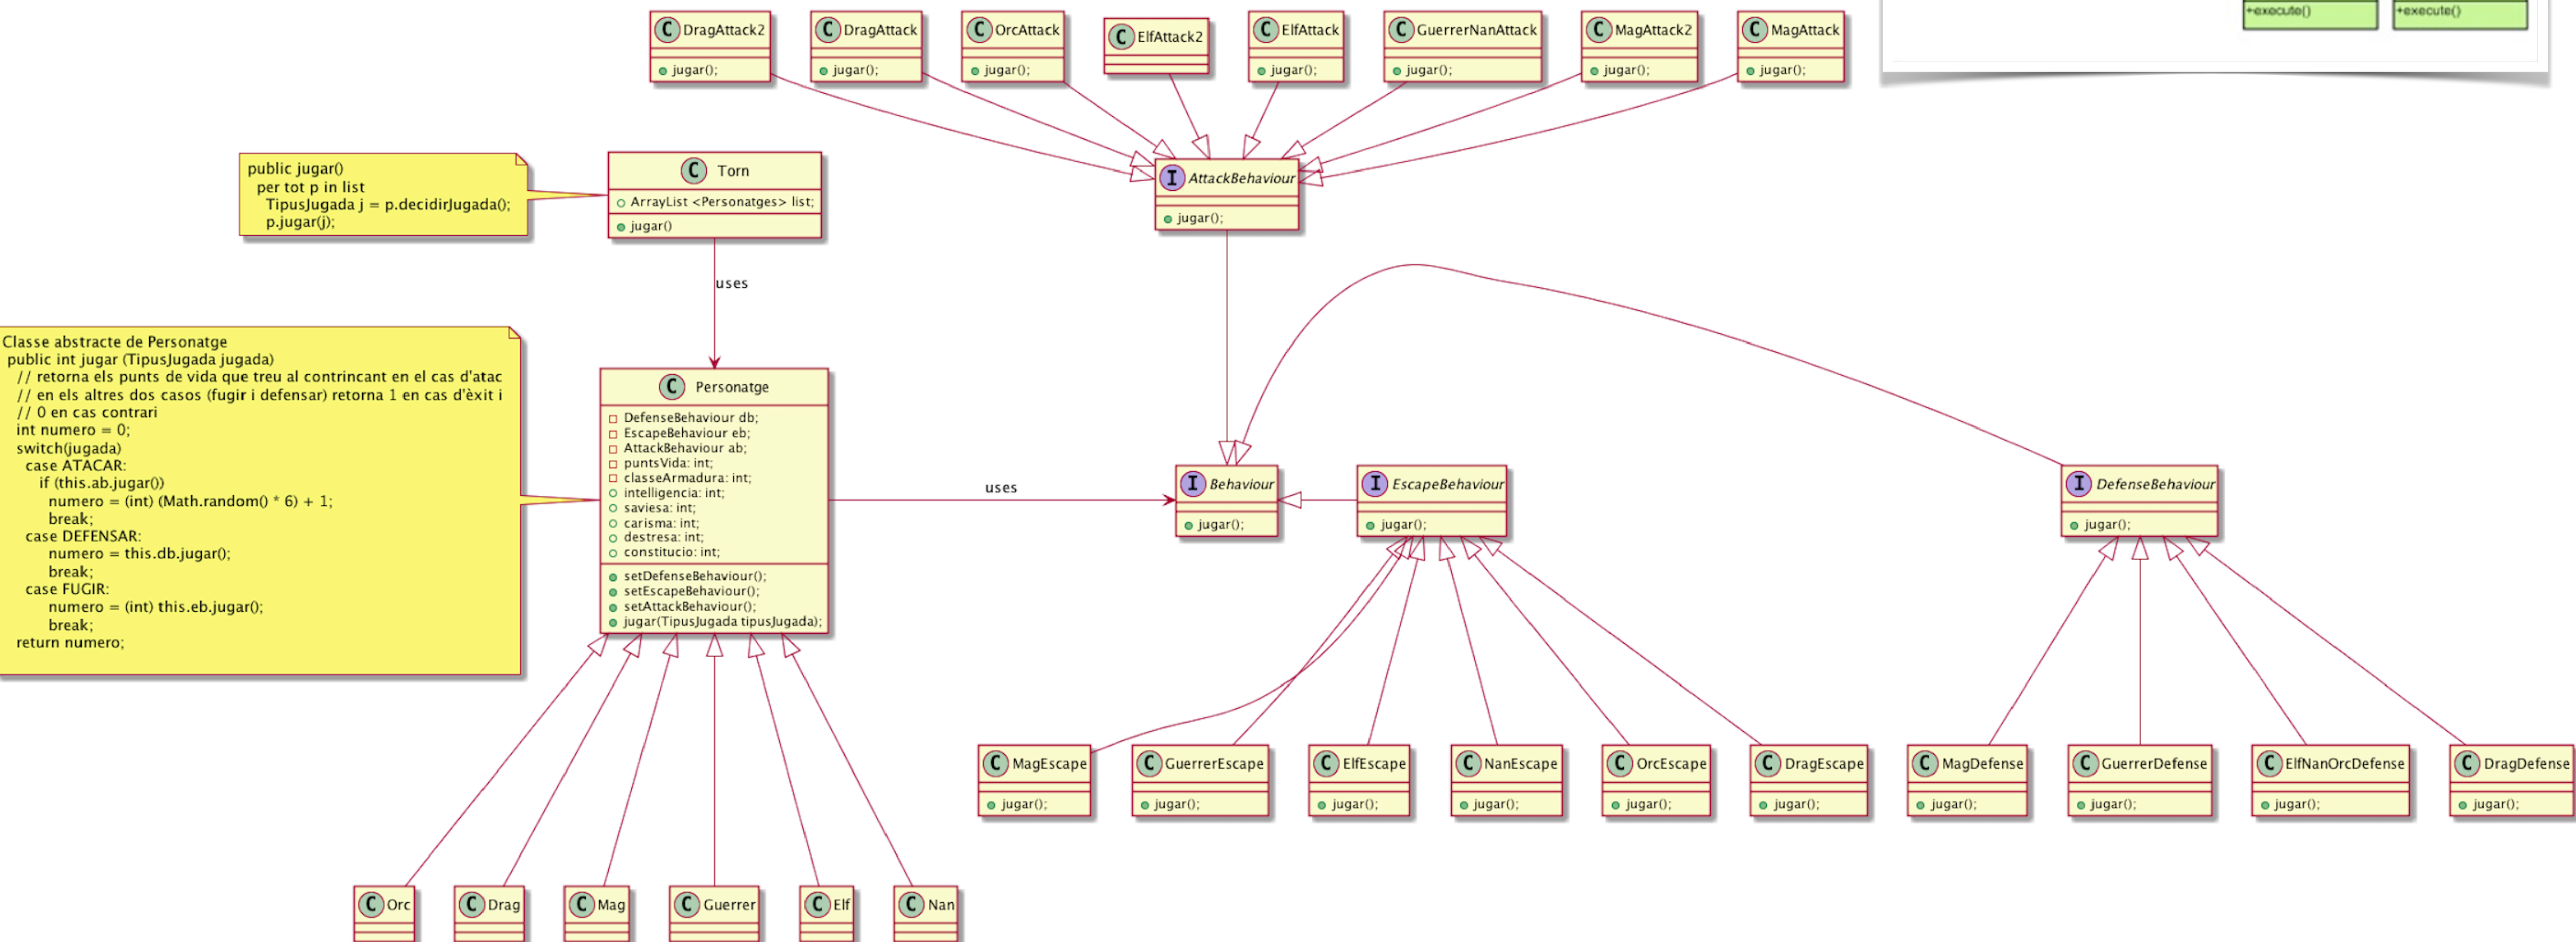 DragAttack2
jugar();
DragAttack
jugar();
OrcAttack
jugar();
ElfAttack2
ElfAttack
jugar();
GuerrerNanAttack
jugar();
MagAttack2
jugar();
MagAttack
jugar();
+execute()
+execute()
public jugar()
per tot p in list
TipusJugada j = p.decidirJugada();
p.jugar(j);
Torn
ArrayList <Personatges> list;
jugar()
AttackBehaviour
jugar();
uses
Classe abstracte de Personatge
public int jugar (TipusJugada jugada)
// retorna els punts de vida que treu al contrincant en el cas d'atac
// en els altres dos casos (fugir i defensar) retorna 1 en cas d'èxit i
// 0 en cas contrari
int numero = 0;
switch(jugada)
case ATACAR:
if (this.ab.jugar())
numero = (int) (Math.random() * 6) + 1;
break;
case DEFENSAR:
numero = this.db.jugar();
break;
case FUGIR:
numero = (int) this.eb.jugar();
break;
return numero;
Personatge
DefenseBehaviour db;
EscapeBehaviour eb;
AttackBehaviour ab;
puntsVida: int;
classeArmadura: int;
intelligencia: int;
saviesa: int;
carisma: int;
destresa: int;
constitucio: int;
setDefenseBehaviour();
setEscapeBehaviour();
setAttackBehaviour();
jugar(TipusJugada tipusJugada);
uses
Behaviour
jugar();
EscapeBehaviour
jugar();
DefenseBehaviour
jugar();
MagEscape
jugar();
GuerrerEscape
jugar();
ElfEscape
jugar();
NanEscape
jugar();
OrcEscape
jugar();
DragEscape
jugar();
MagDefense
jugar();
GuerrerDefense
jugar();
ElfNanOrcDefense
jugar();
DragDefense
jugar();
Orc
Drag
Mag
Guerrer
Elf
Nan